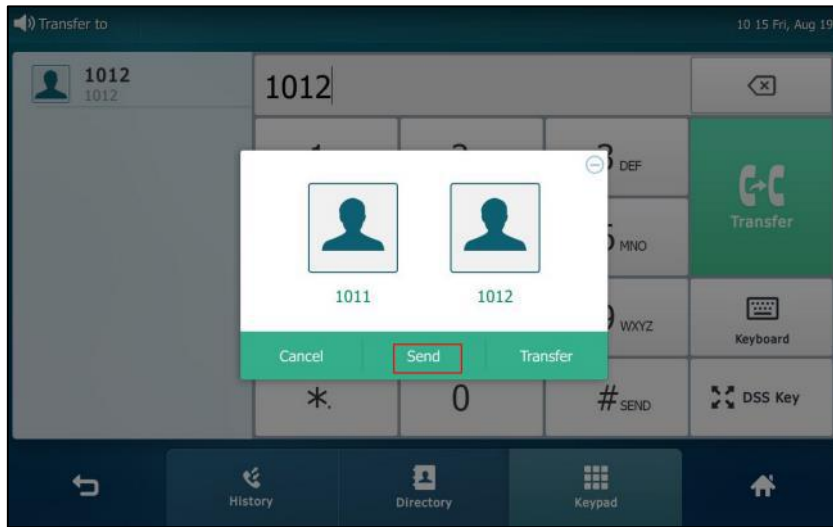 Transfer to
10 15 Fri, Aug 19
1012
1012
1012
DEF
MNO
WXYZ
Transfer
Keyboard
1011
1012
Cancel
Send
Transfer
*.
0
# SEND
DSS Key
History
Directory
Keypad